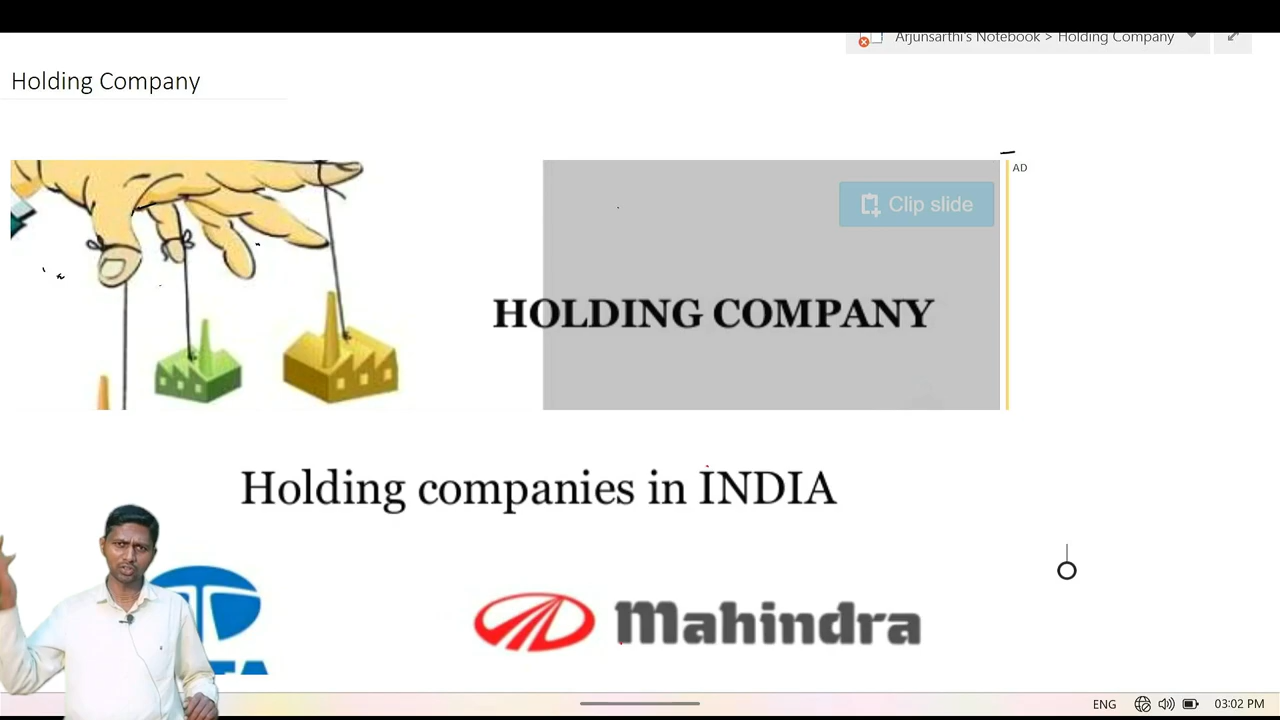 Arjunsarthi's Notebook > Holding Company
Holding Company
AD
Clip slide
HOLDING COMPANY
Holding companies in INDIA
Mahindra
ENG
03:02 PM